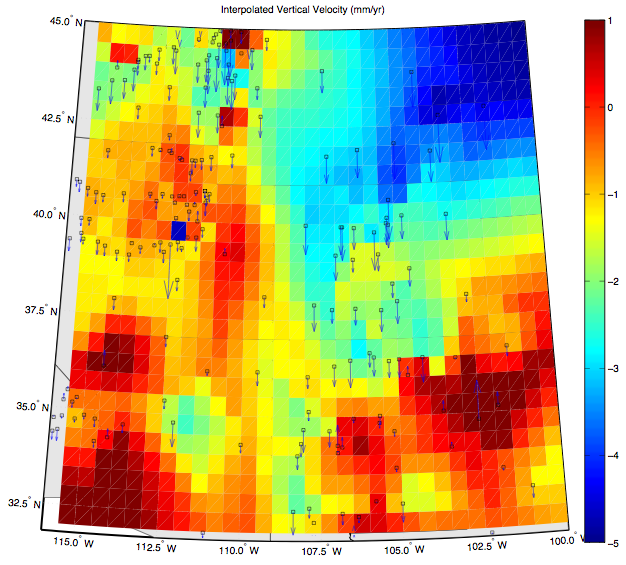 Interpolated Vertical Velocity (mm/yr)
45.0° N
42.5° N
40.0° N
37.5° N
35.0° N
32.5° N
115.0° W
112.5° W
110.0° W
107.5° W
105.0° W
102.5° W
100.0° W
1
0
−1
−2
−3
−4
−5